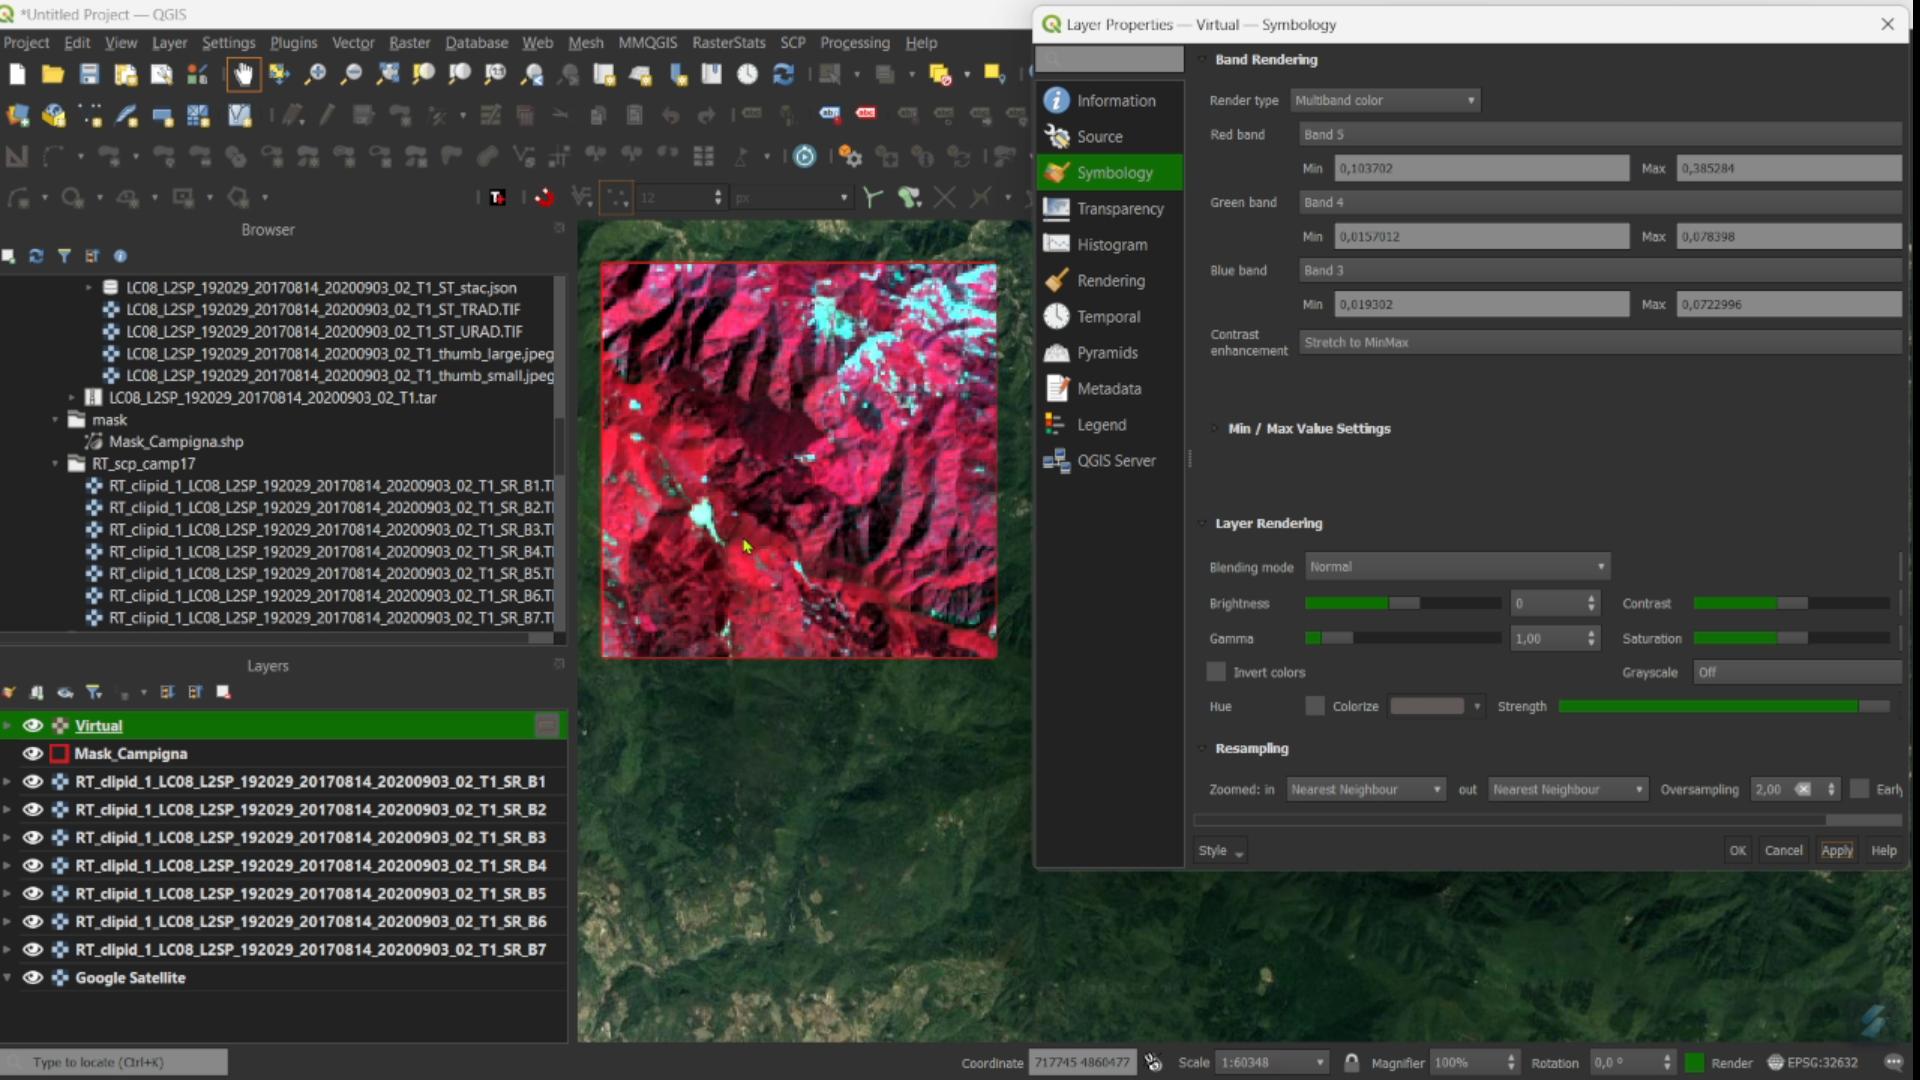 *Untitled Project — QGIS
Project Edit View Layer Settings Plugins Vector Raster Database Web Mesh MMQGIS RasterStats SCP Processing Help
12 px
Browser
LC08_L2SP_192029_20170814_20200903_02_T1_ST_stac.json
LC08_L2SP_192029_20170814_20200903_02_T1_ST_TRAD.TIF
LC08_L2SP_192029_20170814_20200903_02_T1_ST_URAD.TIF
LC08_L2SP_192029_20170814_20200903_02_T1_thumb_large.jpeg
LC08_L2SP_192029_20170814_20200903_02_T1_thumb_small.jpeg
LC08_L2SP_192029_20170814_20200903_02_T1.tar
mask
Mask_Campigna.shp
RT_scp_camp17
RT_clipid_1_LC08_L2SP_192029_20170814_20200903_02_T1_SR_B1.TI
RT_clipid_1_LC08_L2SP_192029_20170814_20200903_02_T1_SR_B2.TI
RT_clipid_1_LC08_L2SP_192029_20170814_20200903_02_T1_SR_B3.TI
RT_clipid_1_LC08_L2SP_192029_20170814_20200903_02_T1_SR_B4.TI
RT_clipid_1_LC08_L2SP_192029_20170814_20200903_02_T1_SR_B5.TI
RT_clipid_1_LC08_L2SP_192029_20170814_20200903_02_T1_SR_B6.TI
RT_clipid_1_LC08_L2SP_192029_20170814_20200903_02_T1_SR_B7.TI
Layers
Virtual
Mask_Campigna
RT_clipid_1_LC08_L2SP_192029_20170814_20200903_02_T1_SR_B1
RT_clipid_1_LC08_L2SP_192029_20170814_20200903_02_T1_SR_B2
RT_clipid_1_LC08_L2SP_192029_20170814_20200903_02_T1_SR_B3
RT_clipid_1_LC08_L2SP_192029_20170814_20200903_02_T1_SR_B4
RT_clipid_1_LC08_L2SP_192029_20170814_20200903_02_T1_SR_B5
RT_clipid_1_LC08_L2SP_192029_20170814_20200903_02_T1_SR_B6
RT_clipid_1_LC08_L2SP_192029_20170814_20200903_02_T1_SR_B7
Google Satellite
Layer Properties — Virtual — Symbology
Information
Source
Symbology
Transparency
Histogram
Rendering
Temporal
Pyramids
Metadata
Legend
QGIS Server
Band Rendering
Render type Multiband color
Red band Band 5
Min 0,103702 Max 0,385284
Green band Band 4
Min 0,0157012 Max 0,078398
Blue band Band 3
Min 0,019302 Max 0,0722996
Contrast enhancement Stretch to MinMax
Min / Max Value Settings
Layer Rendering
Blending mode Normal
Brightness 0 Contrast
Gamma 1,00 Saturation
Invert colors Grayscale Off
Hue Colorize Strength
Resampling
Zoomed: in Nearest Neighbour out Nearest Neighbour Oversampling 2,00 Early
Style OK Cancel Apply Help
Type to locate (Ctrl+K) Coordinate 717745 4860477 Scale 1:60348 Magnifier 100% Rotation 0,0 ° Render EPSG:32632